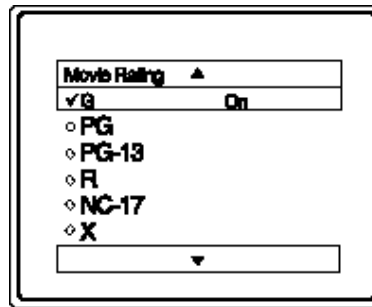 Movie Rating ▲
✓G On
PG
PG-13
R
NC-17
X
▼